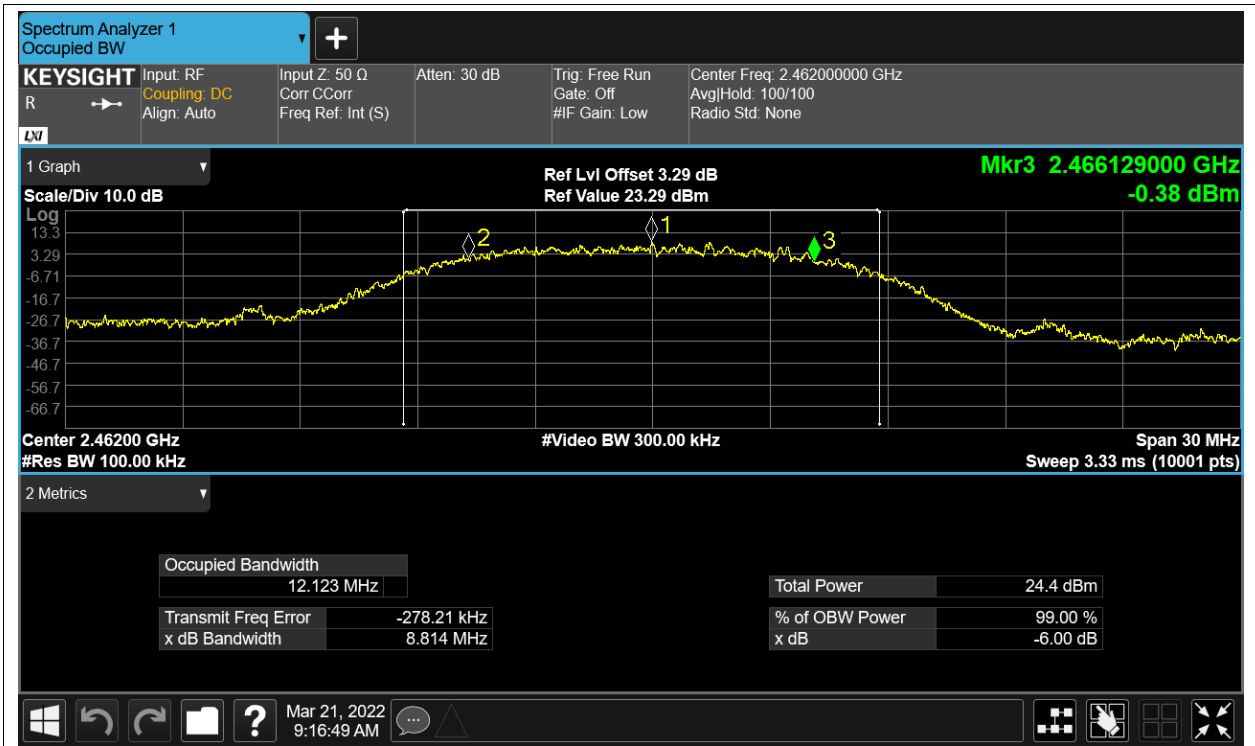 Spectrum Analyzer 1
Occupied BW
KEYSIGHT
R
LXI
Input: RF
Coupling: DC
Align: Auto
Input Z: 50 Ω
Corr CCorr
Freq Ref: Int (S)
Atten: 30 dB
Trig: Free Run
Gate: Off
#IF Gain: Low
Center Freq: 2.462000000 GHz
Avg|Hold: 100/100
Radio Std: None
1 Graph
Scale/Div 10.0 dB
Ref Lvl Offset 3.29 dB
Ref Value 23.29 dBm
Mkr3 2.466129000 GHz
-0.38 dBm
Log
13.3
3.29
-6.71
-16.7
-26.7
-36.7
-46.7
-56.7
-66.7
2
1
3
Center 2.46200 GHz
#Video BW 300.00 kHz
Span 30 MHz
#Res BW 100.00 kHz
Sweep 3.33 ms (10001 pts)
2 Metrics
Occupied Bandwidth
12.123 MHz
Total Power 24.4 dBm
Transmit Freq Error -278.21 kHz
% of OBW Power 99.00 %
x dB Bandwidth 8.814 MHz
x dB -6.00 dB
?
Mar 21, 2022
9:16:49 AM